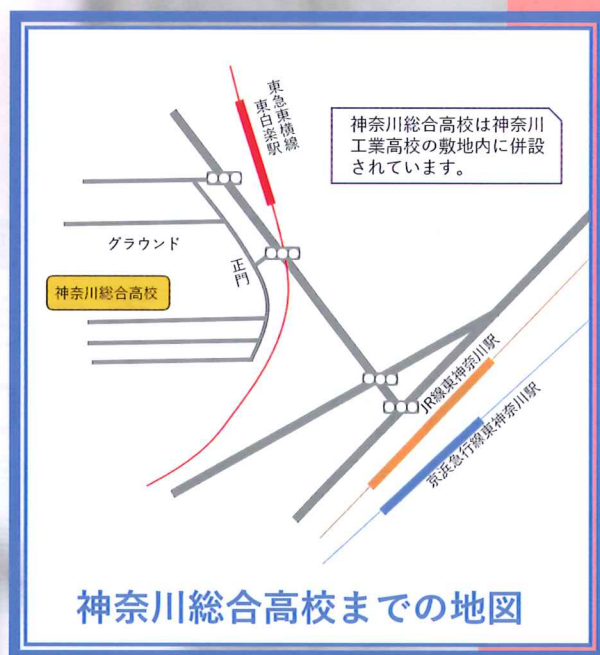 東急東横線
東白楽駅
神奈川総合高校は神奈川
工業高校の敷地内に併設
されています。
グラウンド
正門
神奈川総合高校
JR線東神奈川駅
京浜急行線東神奈川駅
神奈川総合高校までの地図